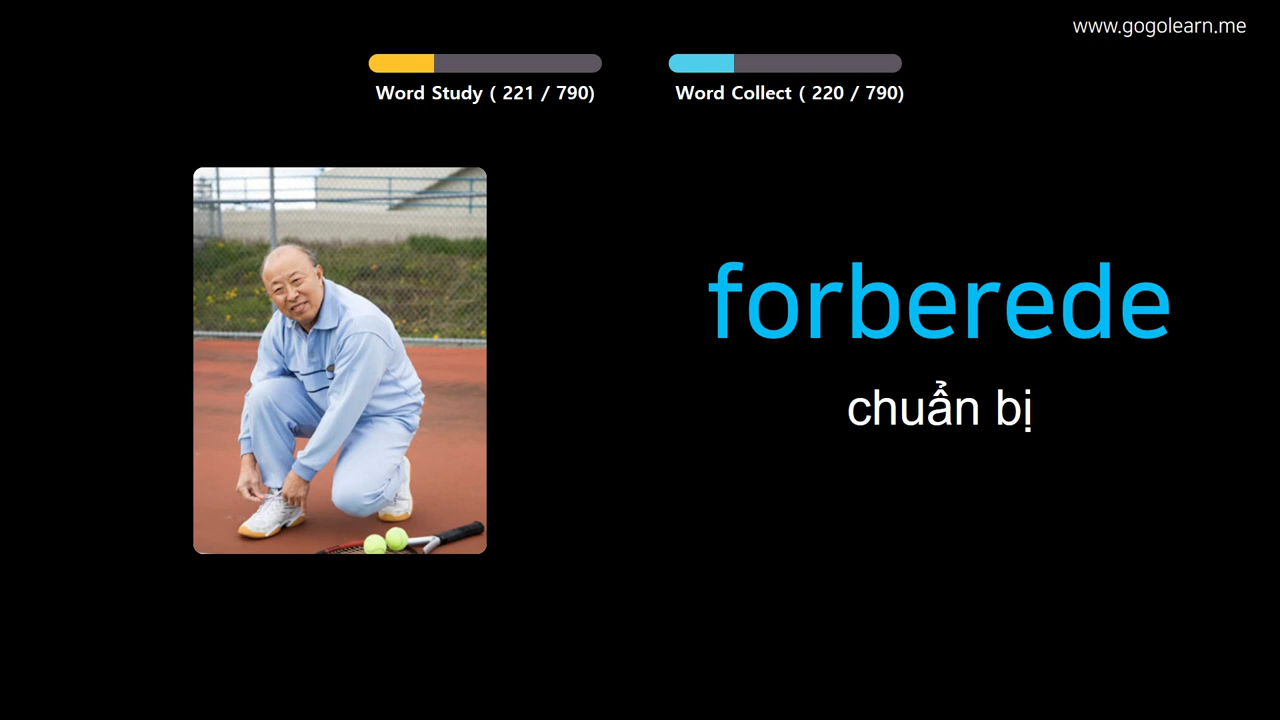 www.gogolearn.me
Word Study ( 221 / 790)
Word Collect ( 220 / 790)
forberede
chuẩn bị